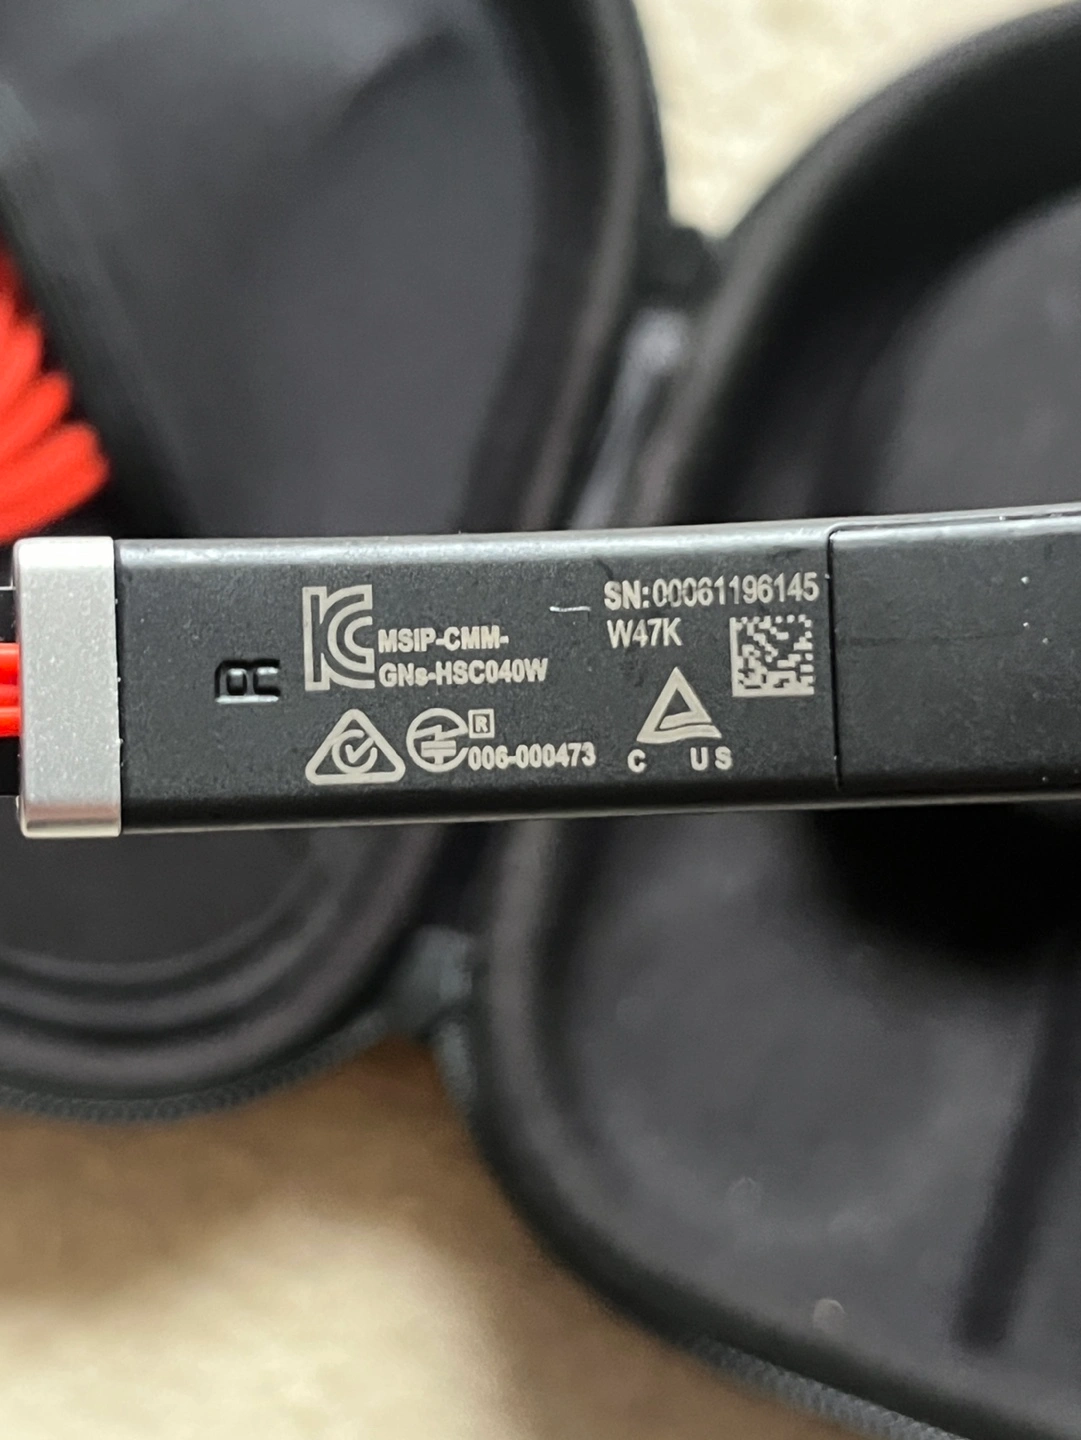 R
MSIP-CMM-
GNs-HSC040W
R
006-000473
SN:00061196145
W47K
C US